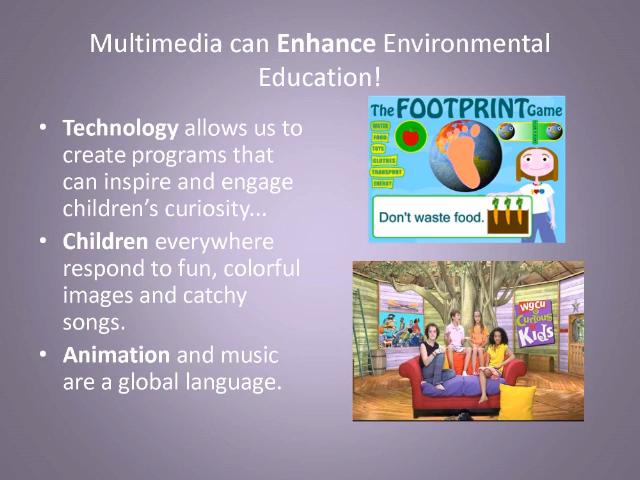 Multimedia can Enhance Environmental
Education!
• Technology allows us to
create programs that
can inspire and engage
children’s curiosity...
• Children everywhere
respond to fun, colorful
images and catchy
songs.
• Animation and music
are a global language.
The FOOTPRINT Game
WATER
FOOD
TOYS
CLOTHES
TRANSPORT
ENERGY
Don't waste food.
WGCU
Curious
Kids